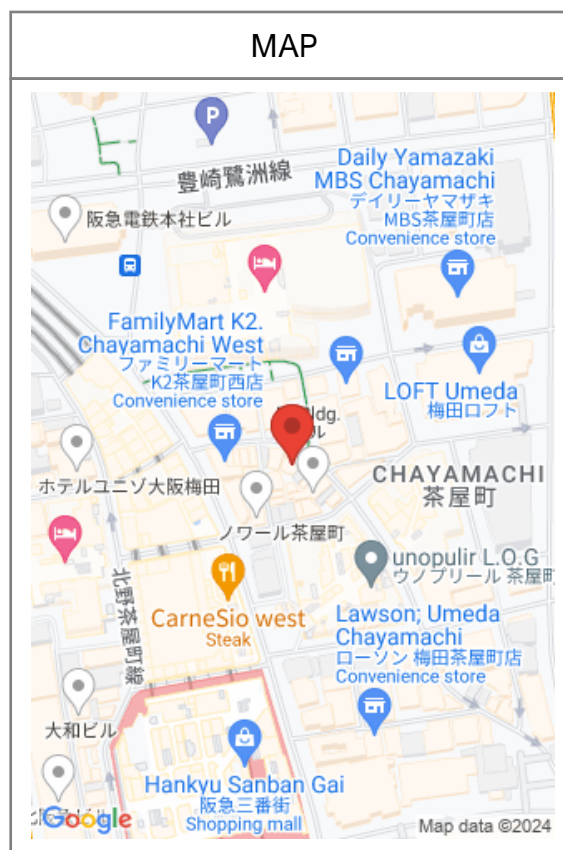 MAP
P
豊崎鷺洲線
Daily Yamazaki
MBS Chayamachi
デイリーヤマザキ
MBS茶屋町店
Convenience store
阪急電鉄本社ビル
FamilyMart K2.
Chayamachi West
ファミリーマート
K2茶屋町西店
Convenience store
LOFT Umeda
梅田ロフト
ldg.
ル
ホテルユニゾ大阪梅田
CHAYAMACHI
茶屋町
ノワール茶屋町
unopulir L.O.G
ウノプリール 茶屋町
北野茶屋町線
CarneSio west
Steak
Lawson; Umeda
Chayamachi
ローソン 梅田茶屋町店
Convenience store
大和ビル
Hankyu Sanban Gai
阪急三番街
Shopping mall
Google
Map data ©2024